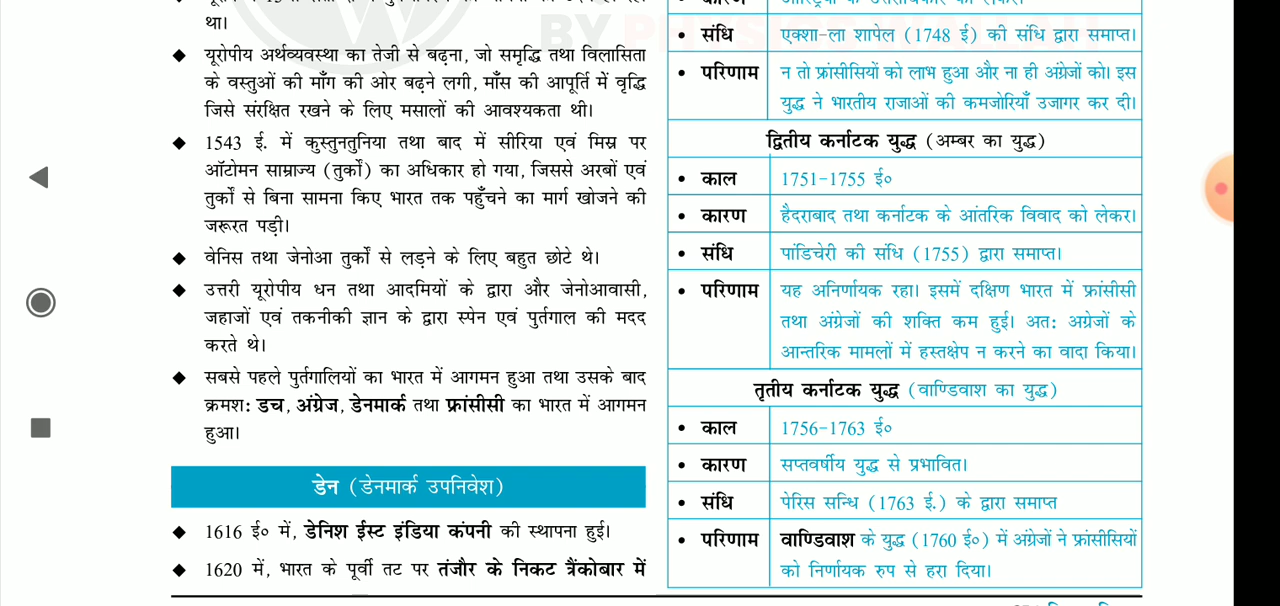 था।
◆ यूरोपीय अर्थव्यवस्था का तेजी से बढ़ना, जो समृद्धि तथा विलासिता
के वस्तुओं की माँग की ओर बढ़ने लगी, माँस की आपूर्ति में वृद्धि
जिसे संरक्षित रखने के लिए मसालों की आवश्यकता थी।
◆ 1543 ई. में कुस्तुनतुनिया तथा बाद में सीरिया एवं मिस्र पर
ऑटोमन साम्राज्य (तुर्को) का अधिकार हो गया, जिससे अरबों एवं
तुर्कों से बिना सामना किए भारत तक पहुँचने का मार्ग खोजने की
जरूरत पड़ी।
◆ वेनिस तथा जेनोआ तुर्कों से लड़ने के लिए बहुत छोटे थे।
◆ उत्तरी यूरोपीय धन तथा आदमियों के द्वारा और जेनोआवासी,
जहाजों एवं तकनीकी ज्ञान के द्वारा स्पेन एवं पुर्तगाल की मदद
करते थे।
◆ सबसे पहले पुर्तगालियों का भारत में आगमन हुआ तथा उसके बाद
क्रमश: डच, अंग्रेज, डेनमार्क तथा फ्रांसीसी का भारत में आगमन
हुआ।
डेन (डेनमार्क उपनिवेश)
◆ 1616 ई० में, डेनिश ईस्ट इंडिया कंपनी की स्थापना हुई।
◆ 1620 में, भारत के पूर्वी तट पर तंजौर के निकट त्रैंकोबार में
• संधि एक्शा-ला शापेल (1748 ई) की संधि द्वारा समाप्त।
• परिणाम न तो फ्रांसीसियों को लाभ हुआ और ना ही अंग्रेजों को। इस
युद्ध ने भारतीय राजाओं की कमजोरियाँ उजागर कर दी।
द्वितीय कर्नाटक युद्ध (अम्बर का युद्ध)
• काल 1751-1755 ई०
• कारण हैदराबाद तथा कर्नाटक के आंतरिक विवाद को लेकर।
• संधि पांडिचेरी की संधि (1755) द्वारा समाप्त।
• परिणाम यह अनिर्णायक रहा। इसमें दक्षिण भारत में फ्रांसीसी
तथा अंग्रेजों की शक्ति कम हुई। अत: अग्रेजों के
आन्तरिक मामलों में हस्तक्षेप न करने का वादा किया।
तृतीय कर्नाटक युद्ध (वाण्डिवाश का युद्ध)
• काल 1756-1763 ई०
• कारण सप्तवर्षीय युद्ध से प्रभावित।
• संधि पेरिस सन्धि (1763 ई.) के द्वारा समाप्त
• परिणाम वाण्डिवाश के युद्ध (1760 ई०) में अंग्रेजों ने फ्रांसीसियों
को निर्णायक रुप से हरा दिया।